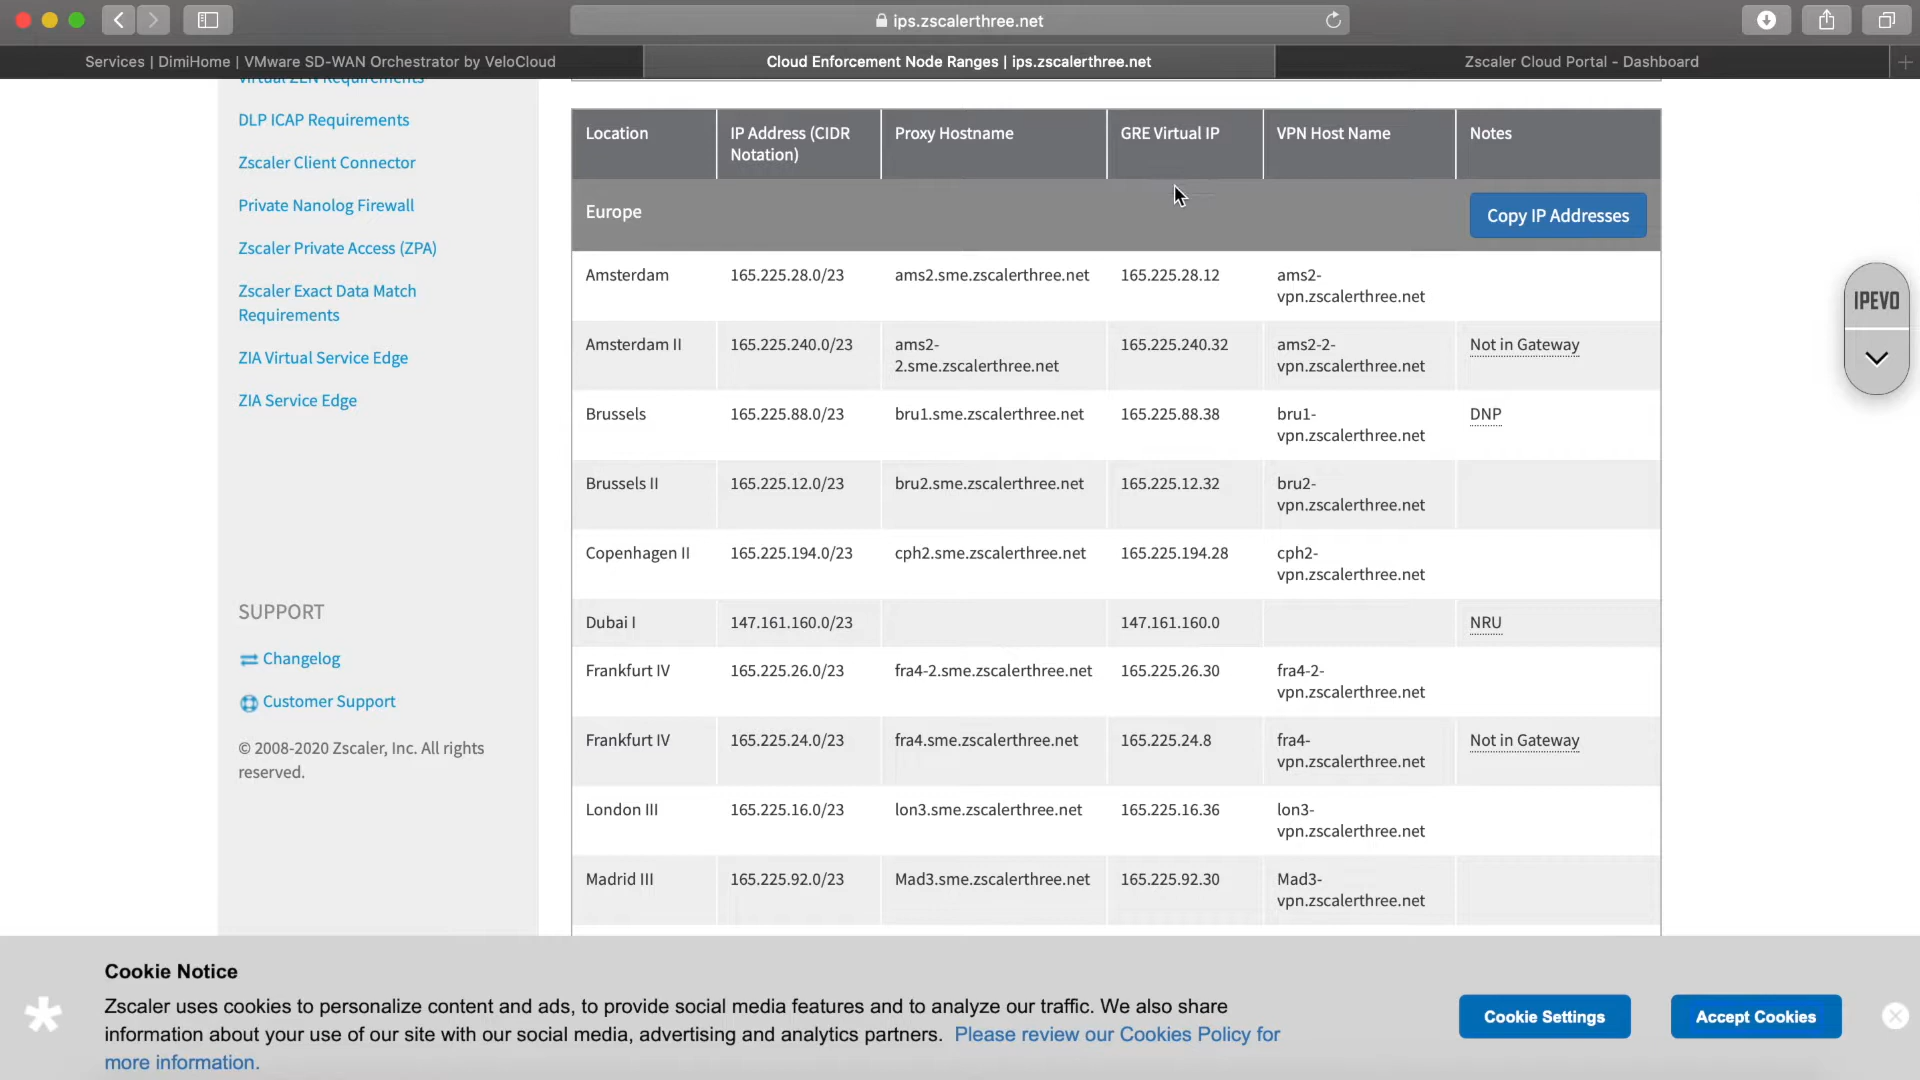 ips.zscalerthree.net
Services | DimiHome | VMware SD-WAN Orchestrator by VeloCloud
Cloud Enforcement Node Ranges | ips.zscalerthree.net
Zscaler Cloud Portal - Dashboard
Virtual ZEN Requirements
DLP ICAP Requirements
Zscaler Client Connector
Private Nanolog Firewall
Zscaler Private Access (ZPA)
Zscaler Exact Data Match
Requirements
ZIA Virtual Service Edge
ZIA Service Edge
SUPPORT
Changelog
Customer Support
© 2008-2020 Zscaler, Inc. All rights
reserved.
Location
IP Address (CIDR
Notation)
Proxy Hostname
GRE Virtual IP
VPN Host Name
Notes
Europe
Copy IP Addresses
Amsterdam
165.225.28.0/23
ams2.sme.zscalerthree.net
165.225.28.12
ams2-
vpn.zscalerthree.net
Amsterdam II
165.225.240.0/23
ams2-
2.sme.zscalerthree.net
165.225.240.32
ams2-2-
vpn.zscalerthree.net
Not in Gateway
Brussels
165.225.88.0/23
bru1.sme.zscalerthree.net
165.225.88.38
bru1-
vpn.zscalerthree.net
DNP
Brussels II
165.225.12.0/23
bru2.sme.zscalerthree.net
165.225.12.32
bru2-
vpn.zscalerthree.net
Copenhagen II
165.225.194.0/23
cph2.sme.zscalerthree.net
165.225.194.28
cph2-
vpn.zscalerthree.net
Dubai I
147.161.160.0/23
147.161.160.0
NRU
Frankfurt IV
165.225.26.0/23
fra4-2.sme.zscalerthree.net
165.225.26.30
fra4-2-
vpn.zscalerthree.net
Frankfurt IV
165.225.24.0/23
fra4.sme.zscalerthree.net
165.225.24.8
fra4-
vpn.zscalerthree.net
Not in Gateway
London III
165.225.16.0/23
lon3.sme.zscalerthree.net
165.225.16.36
lon3-
vpn.zscalerthree.net
Madrid III
165.225.92.0/23
Mad3.sme.zscalerthree.net
165.225.92.30
Mad3-
vpn.zscalerthree.net
IPEVO
Cookie Notice
Zscaler uses cookies to personalize content and ads, to provide social media features and to analyze our traffic. We also share
information about your use of our site with our social media, advertising and analytics partners. Please review our Cookies Policy for
more information.
Cookie Settings
Accept Cookies